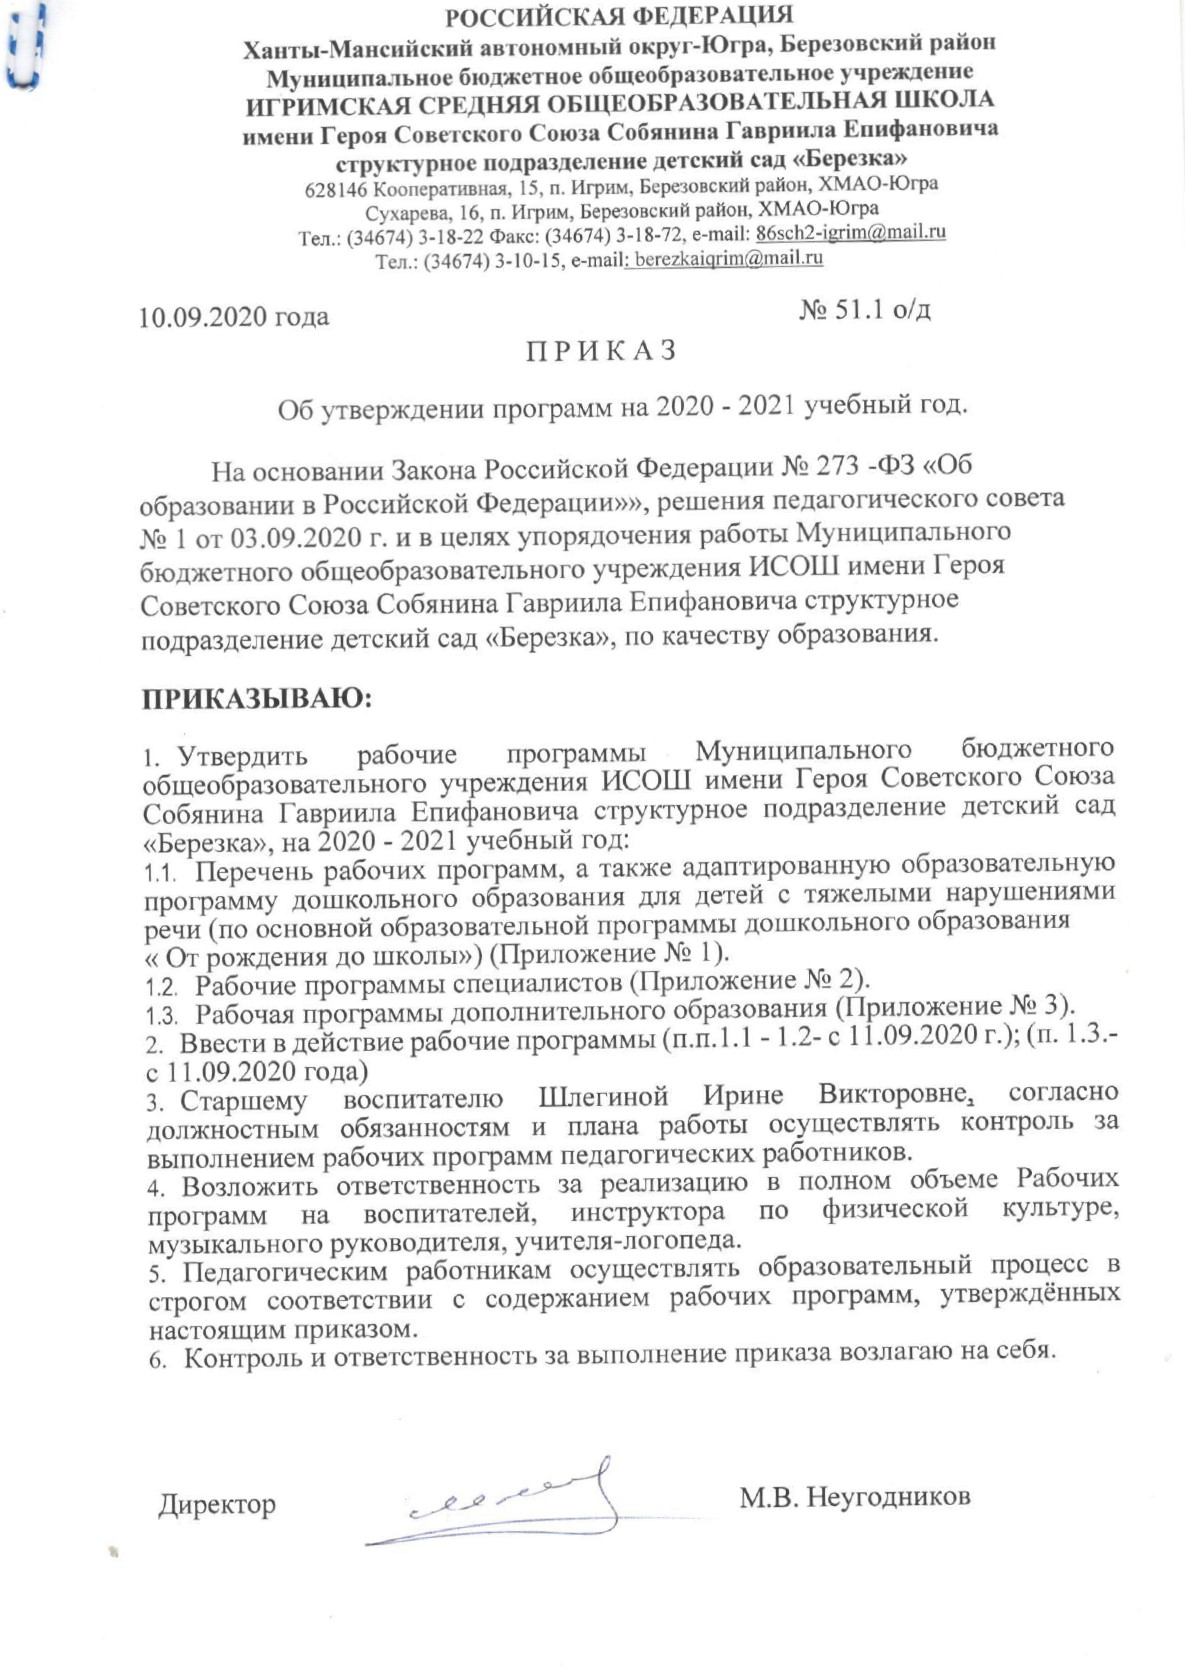 РОССИЙСКАЯ ФЕДЕРАЦИЯ
Ханты-Мансийский автономный округ-Югра, Березовский район
Муниципальное бюджетное общеобразовательное учреждение
ИГРИМСКАЯ СРЕДНЯЯ ОБЩЕОБРАЗОВАТЕЛЬНАЯ ШКОЛА
имени Героя Советского Союза Собянина Гавриила Епифановича
структурное подразделение детский сад «Березка»
628146 Кооперативная, 15, п. Игрим, Березовский район, ХМАО-Югра
Сухарева, 16, п. Игрим, Березовский район, ХМАО-Югра
Тел.: (34674) 3-18-22 Факс: (34674) 3-18-72, e-mail: 86sch2-igrim@mail.ru
Тел.: (34674) 3-10-15, e-mail: berezkaigrim@mail.ru
10.09.2020 года № 51.1 о/д
П Р И К А З
Об утверждении программ на 2020 - 2021 учебный год.
На основании Закона Российской Федерации № 273 -ФЗ «Об
образовании в Российской Федерации»», решения педагогического совета
№ 1 от 03.09.2020 г. и в целях упорядочения работы Муниципального
бюджетного общеобразовательного учреждения ИСОШ имени Героя
Советского Союза Собянина Гавриила Епифановича структурное
подразделение детский сад «Березка», по качеству образования.
ПРИКАЗЫВАЮ:
1. Утвердить рабочие программы Муниципального бюджетного
общеобразовательного учреждения ИСОШ имени Героя Советского Союза
Собянина Гавриила Епифановича структурное подразделение детский сад
«Березка», на 2020 - 2021 учебный год:
1.1. Перечень рабочих программ, а также адаптированную образовательную
программу дошкольного образования для детей с тяжелыми нарушениями
речи (по основной образовательной программы дошкольного образования
« От рождения до школы») (Приложение № 1).
1.2. Рабочие программы специалистов (Приложение № 2).
1.3. Рабочая программы дополнительного образования (Приложение № 3).
2. Ввести в действие рабочие программы (п.п.1.1 - 1.2- с 11.09.2020 г.); (п. 1.3.-
с 11.09.2020 года)
3. Старшему воспитателю Шлегиной Ирине Викторовне, согласно
должностным обязанностям и плана работы осуществлять контроль за
выполнением рабочих программ педагогических работников.
4. Возложить ответственность за реализацию в полном объеме Рабочих
программ на воспитателей, инструктора по физической культуре,
музыкального руководителя, учителя-логопеда.
5. Педагогическим работникам осуществлять образовательный процесс в
строгом соответствии с содержанием рабочих программ, утверждённых
настоящим приказом.
6. Контроль и ответственность за выполнение приказа возлагаю на себя.
Директор М.В. Неугодников